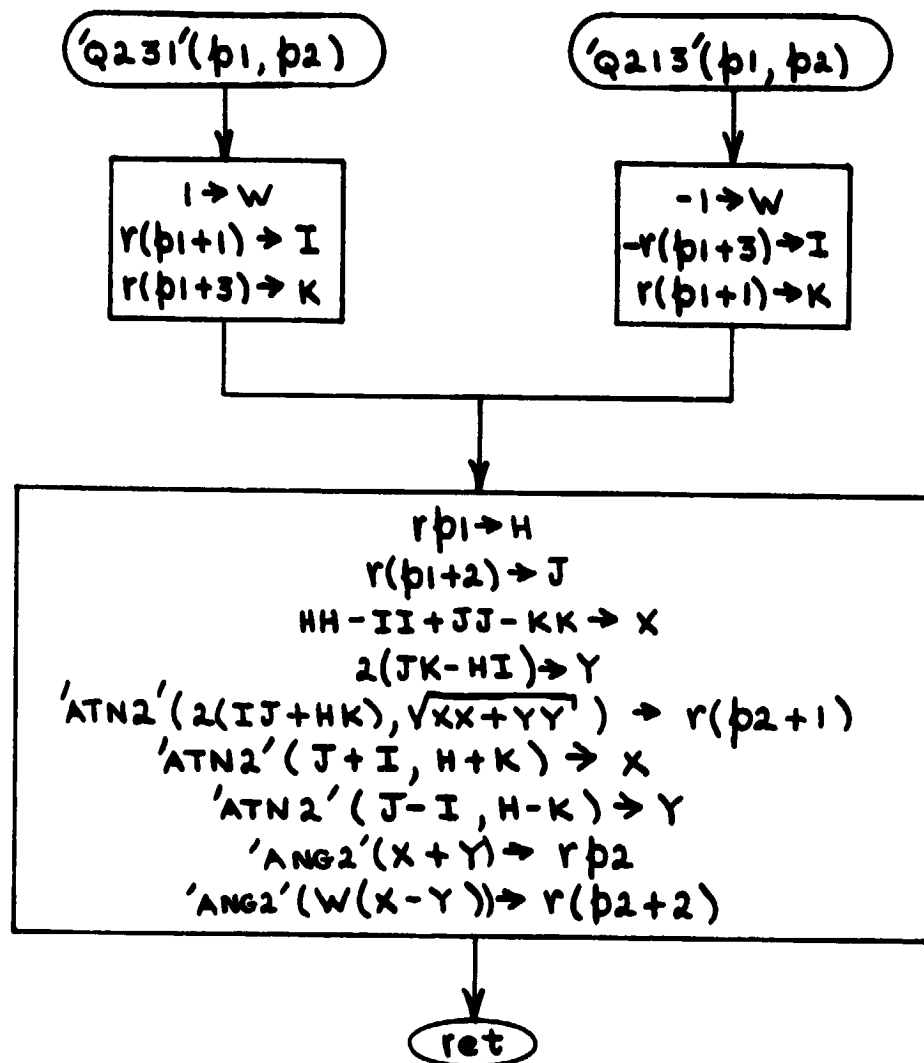 'Q231'(p1, p2)
1 → W
r(p1+1) → I
r(p1+3) → K
'Q213'(p1, p2)
-1 → W
-r(p1+3) → I
r(p1+1) → K
rp1 → H
r(p1+2) → J
HH-II+JJ-KK → X
2(JK-HI) → Y
'ATN2'(2(IJ+HK), √XX+YY) → r(p2+1)
'ATN2'(J+I, H+K) → X
'ATN2'(J-I, H-K) → Y
'ANG2'(X+Y) → rp2
'ANG2'(W(X-Y)) → r(p2+2)
ret